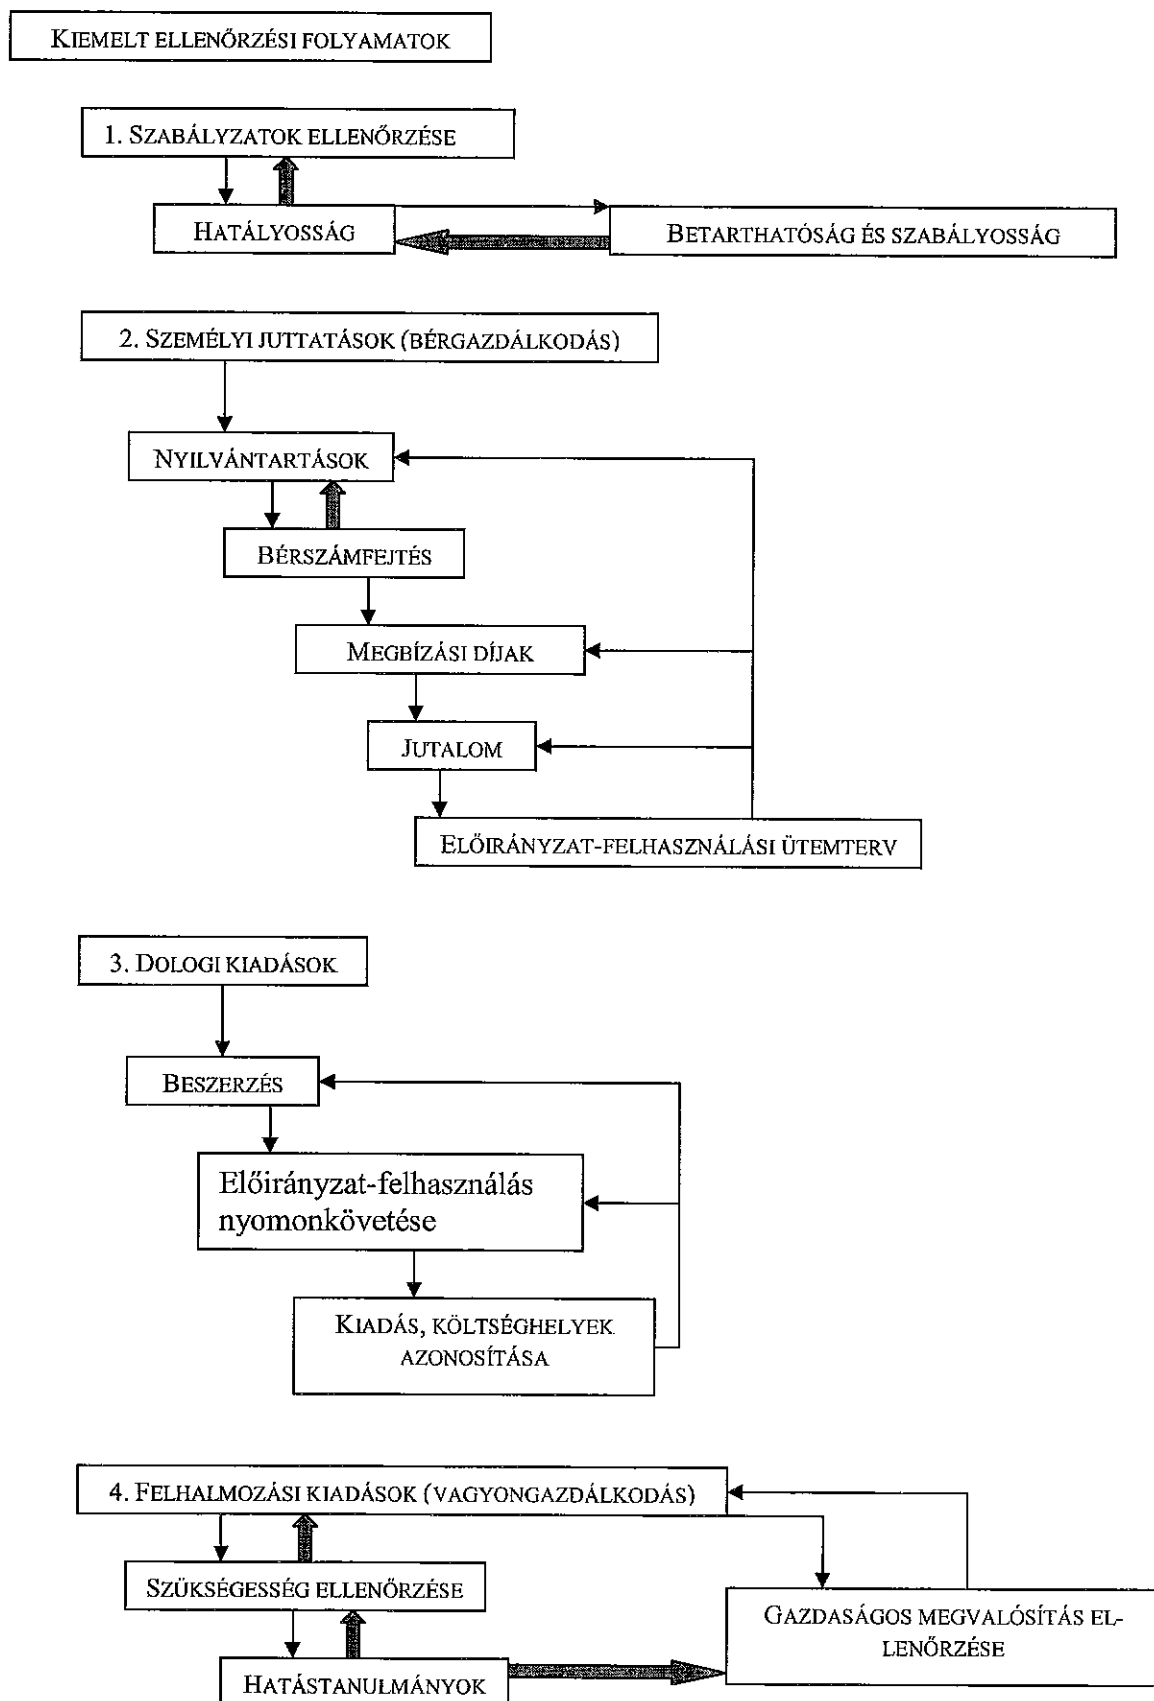 KIEMELT ELLENŐRZÉSI FOLYAMATOK
1. SZABÁLYZATOK ELLENŐRZÉSE
HATÁLYOSSÁG
BETARTHATÓSÁG ÉS SZABÁLYOSSÁG
2. SZEMÉLYI JUTTATÁSOK (BÉRGAZDÁLKODÁS)
NYILVÁNTARTÁSOK
BÉRSZÁMFEJTÉS
MEGBÍZÁSI DÍJAK
JUTALOM
ELŐIRÁNYZAT-FELHASZNÁLÁSI ÜTEMTERV
3. DOLOGI KIADÁSOK
BESZERZÉS
Előirányzat-felhasználás
nyomonkövetése
KIADÁS, KÖLTSÉGHELYEK
AZONOSÍTÁSA
4. FELHALMOZÁSI KIADÁSOK (VAGYONGAZDÁLKODÁS)
SZÜKSÉGESSÉG ELLENŐRZÉSE
GAZDASÁGOS MEGVALÓSÍTÁS EL-
LENŐRZÉSE
HATÁSTANULMÁNYOK